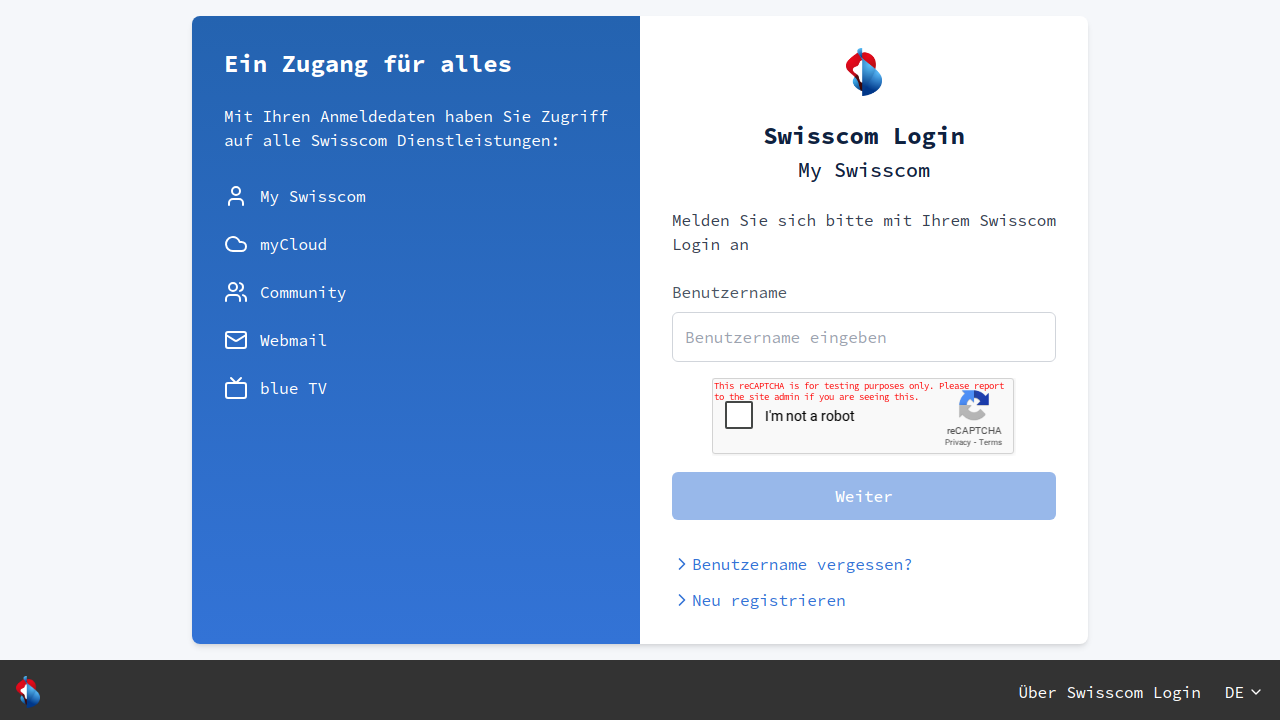 Ein Zugang für alles
Mit Ihren Anmeldedaten haben Sie Zugriff
auf alle Swisscom Dienstleistungen:
My Swisscom
myCloud
Community
Webmail
blue TV
Swisscom Login
My Swisscom
Melden Sie sich bitte mit Ihrem Swisscom
Login an
Benutzername
Benutzername eingeben
This reCAPTCHA is for testing purposes only. Please report
to the site admin if you are seeing this.
I'm not a robot
reCAPTCHA
Privacy - Terms
Weiter
Benutzername vergessen?
Neu registrieren
Über Swisscom Login
DE